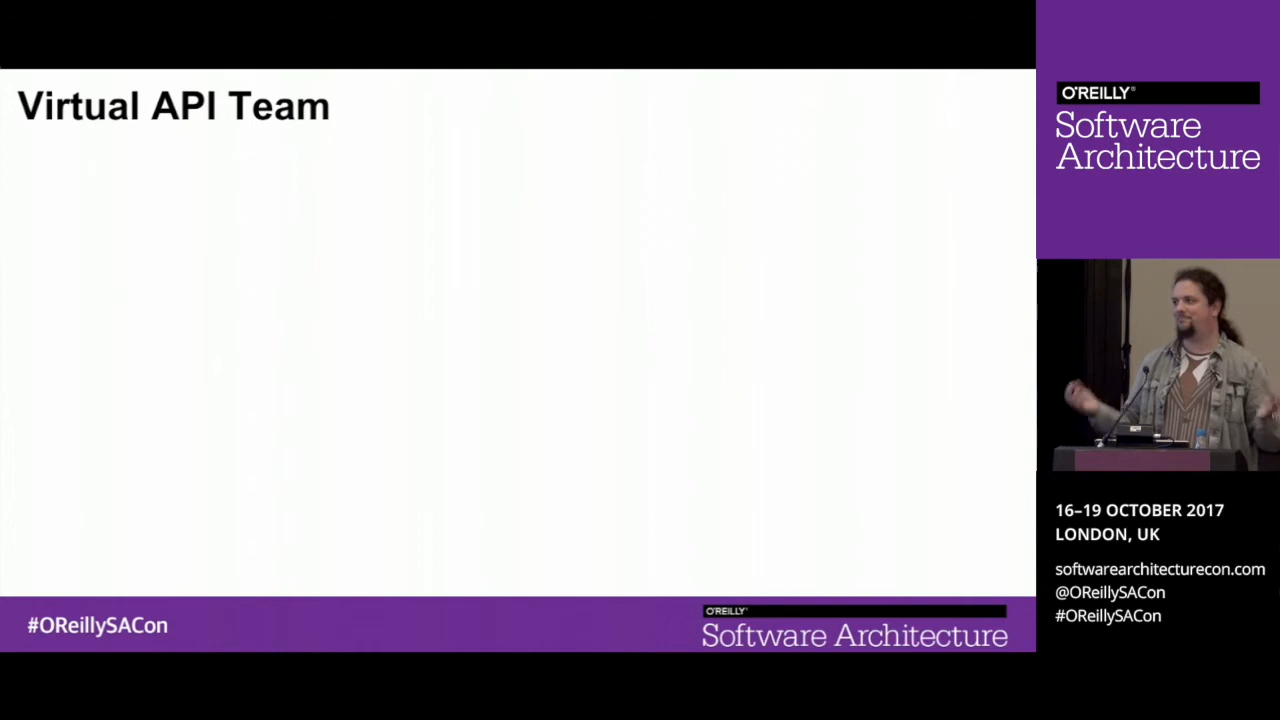 Virtual API Team
#OReillySACon
O'REILLY'
Software Architecture
O'REILLY®
Software
Architecture
16–19 OCTOBER 2017
LONDON, UK
softwarearchitecturecon.com
@OReillySACon
#OReillySACon